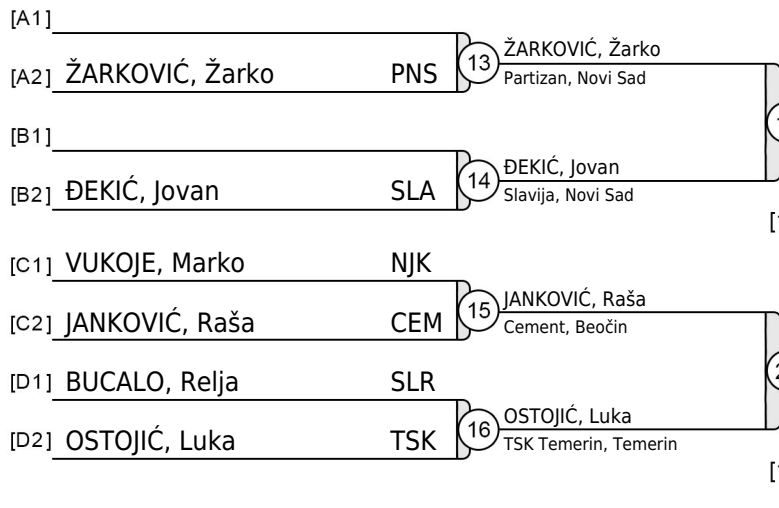 [A1]
[A2] ŽARKOVIĆ, Žarko PNS
13
ŽARKOVIĆ, Žarko
Partizan, Novi Sad
[B1]
[B2] ĐEKIĆ, Jovan SLA
14
ĐEKIĆ, Jovan
Slavija, Novi Sad
[C1] VUKOJE, Marko NJK
[C2] JANKOVIĆ, Raša CEM
15
JANKOVIĆ, Raša
Cement, Beočin
[D1] BUCALO, Relja SLR
[D2] OSTOJIĆ, Luka TSK
16
OSTOJIĆ, Luka
TSK Temerin, Temerin